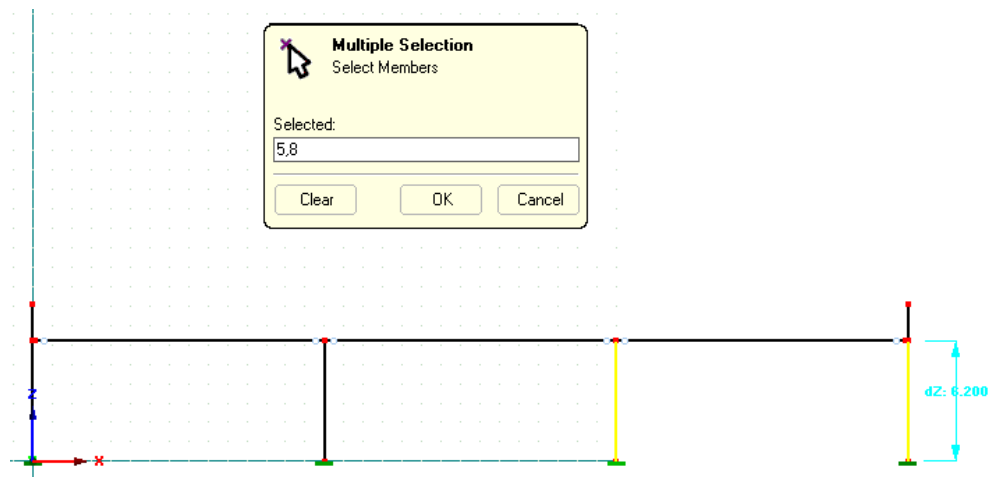 Multiple Selection
Select Members
Selected:
5,8
Clear OK Cancel
Z
dZ: 6.200
X